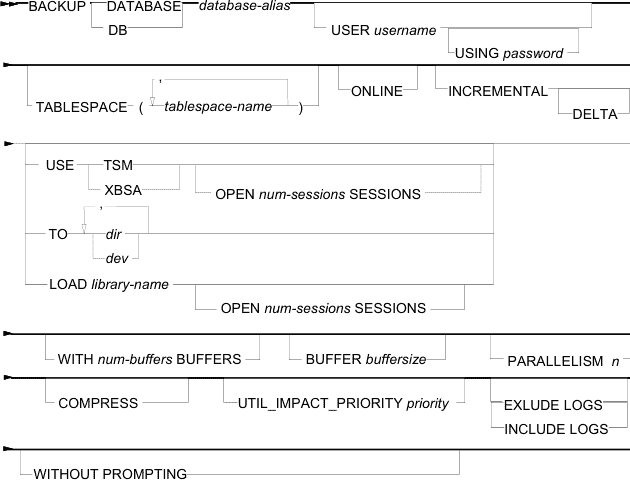 BACKUP DATABASE database-alias
DB
USER username
USING password
,
TABLESPACE ( tablespace-name )
ONLINE
INCREMENTAL
DELTA
USE TSM
XBSA
OPEN num-sessions SESSIONS
,
TO dir
dev
LOAD library-name
OPEN num-sessions SESSIONS
WITH num-buffers BUFFERS
BUFFER buffersize
PARALLELISM n
COMPRESS
UTIL_IMPACT_PRIORITY priority
EXLUDE LOGS
INCLUDE LOGS
WITHOUT PROMPTING